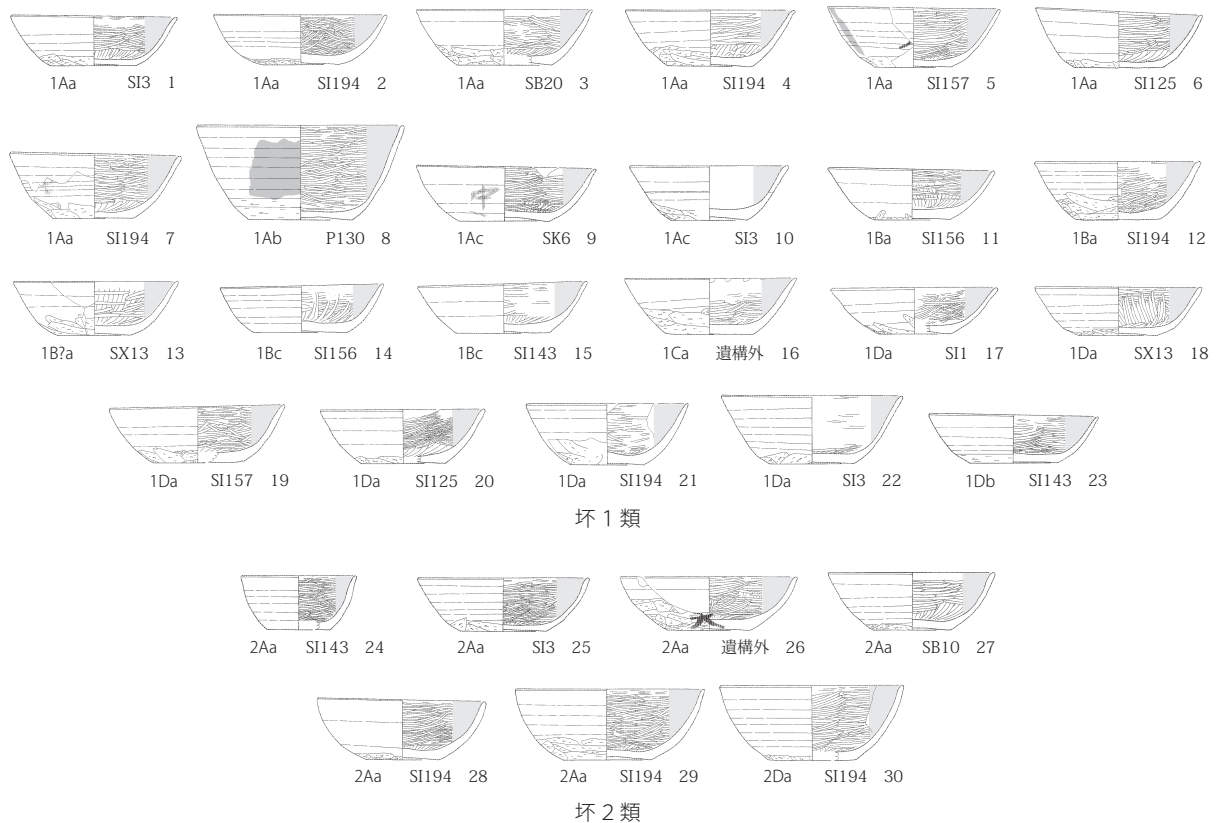 1Aa SI3 1 1Aa SI194 2 1Aa SB20 3 1Aa SI194 4 1Aa SI157 5 1Aa SI125 6
1Aa SI194 7 1Ab P130 8 1Ac SK6 9 1Ac SI3 10 1Ba SI156 11 1Ba SI194 12
1B?a SX13 13 1Bc SI156 14 1Bc SI143 15 1Ca 遺構外 16 1Da SI1 17 1Da SX13 18
1Da SI157 19 1Da SI125 20 1Da SI194 21 1Da SI3 22 1Db SI143 23
坏1類
2Aa SI143 24 2Aa SI3 25 2Aa 遺構外 26 2Aa SB10 27
2Aa SI194 28 2Aa SI194 29 2Da SI194 30
坏2類